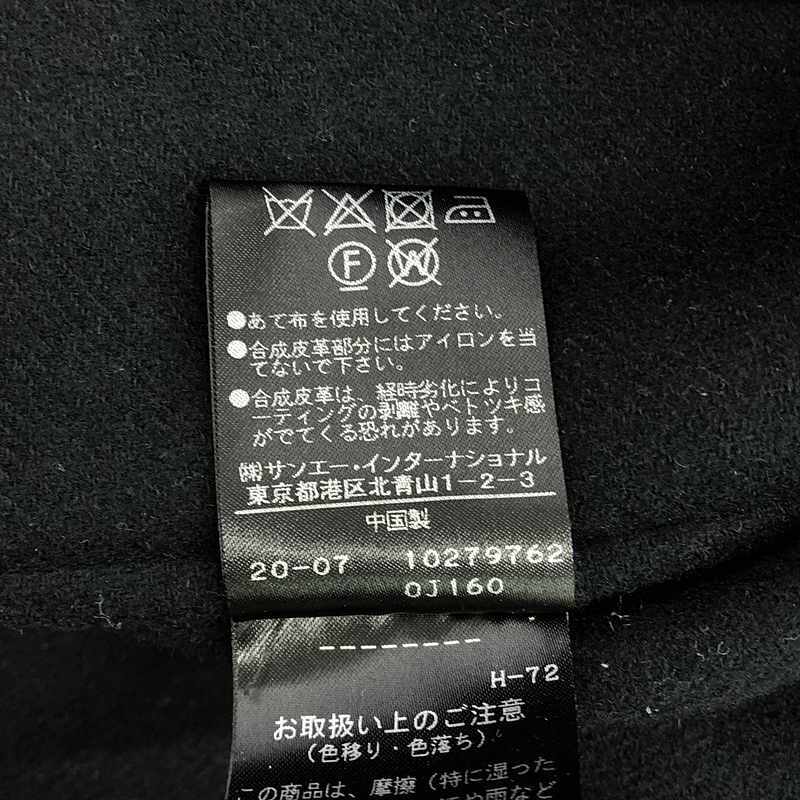 F W
●あて布を使用してください。
●合成皮革部分にはアイロンを当
てないで下さい。
●合成皮革は、経時劣化によりコ
ーティングの剥離やベトツキ感
がでてくる恐れがあります。
㈱サンエー・インターナショナル
東京都港区北青山1-2-3
中国製
20-07 10279762
0J160
--------
H-72
お取扱い上のご注意
(色移り・色落ち)
この商品は、摩擦(特に湿った
や雨など